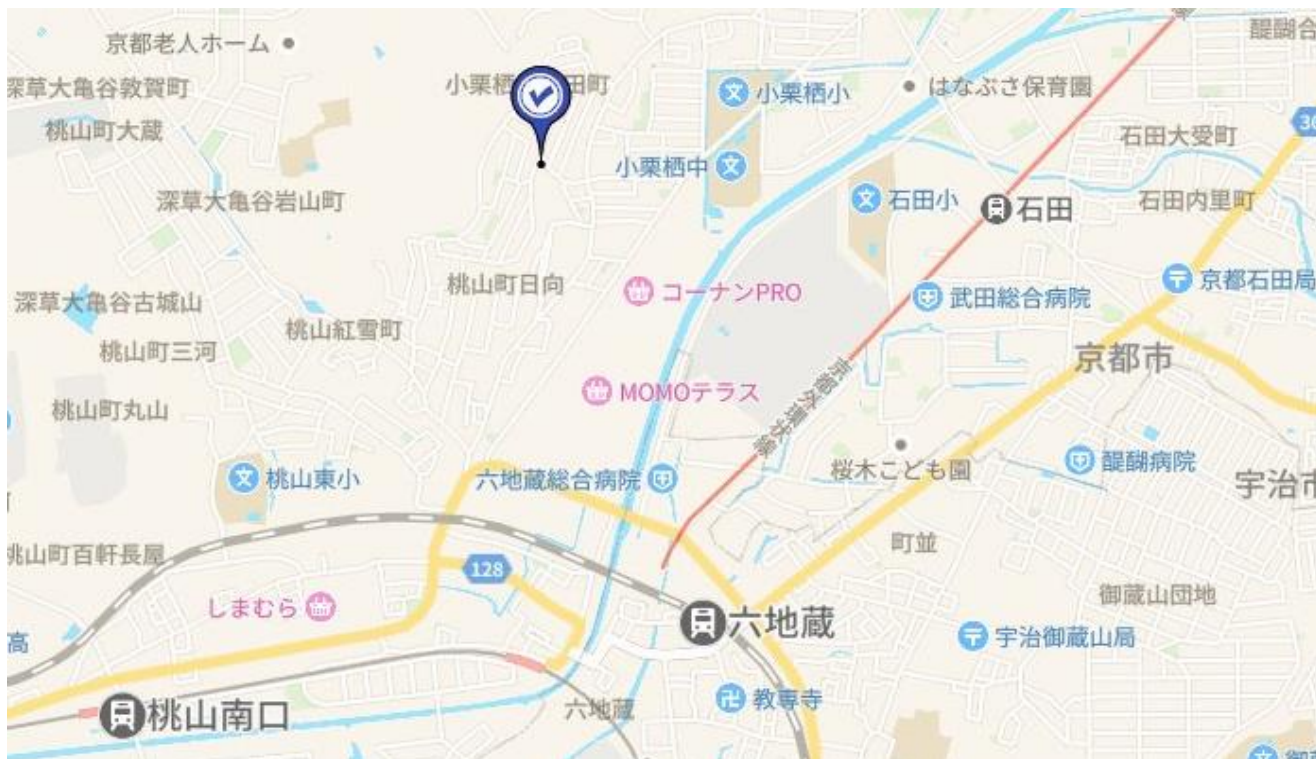 京都老人ホーム
醍醐合
深草大亀谷敦賀町
小栗栖
田町
小栗栖小
はなぶさ保育園
桃山町大蔵
石田大受町
30
小栗栖中
深草大亀谷岩山町
石田小
石田
石田内里町
桃山町日向
コーナンPRO
武田総合病院
京都石田局
深草大亀谷古城山
桃山紅雪町
桃山町三河
京都市
京都外環状線
MOMOテラス
桃山町丸山
桃山東小
六地蔵総合病院
桜木こども園
醍醐病院
宇治市
町並
桃山町百軒長屋
128
しまむら
御蔵山団地
六地蔵
高
宇治御蔵山局
桃山南口
六地蔵
教専寺